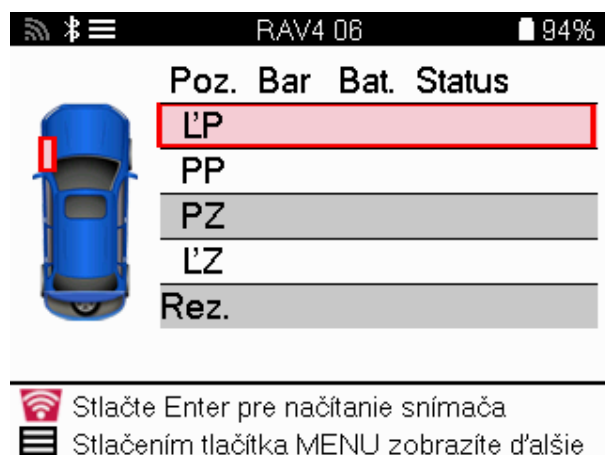 RAV4 06 94%
Poz. Bar Bat. Status
ĽP
PP
PZ
ĽZ
Rez.
Stlačte Enter pre načítanie snímača
Stlačením tlačítka MENU zobrazíte ďalšie